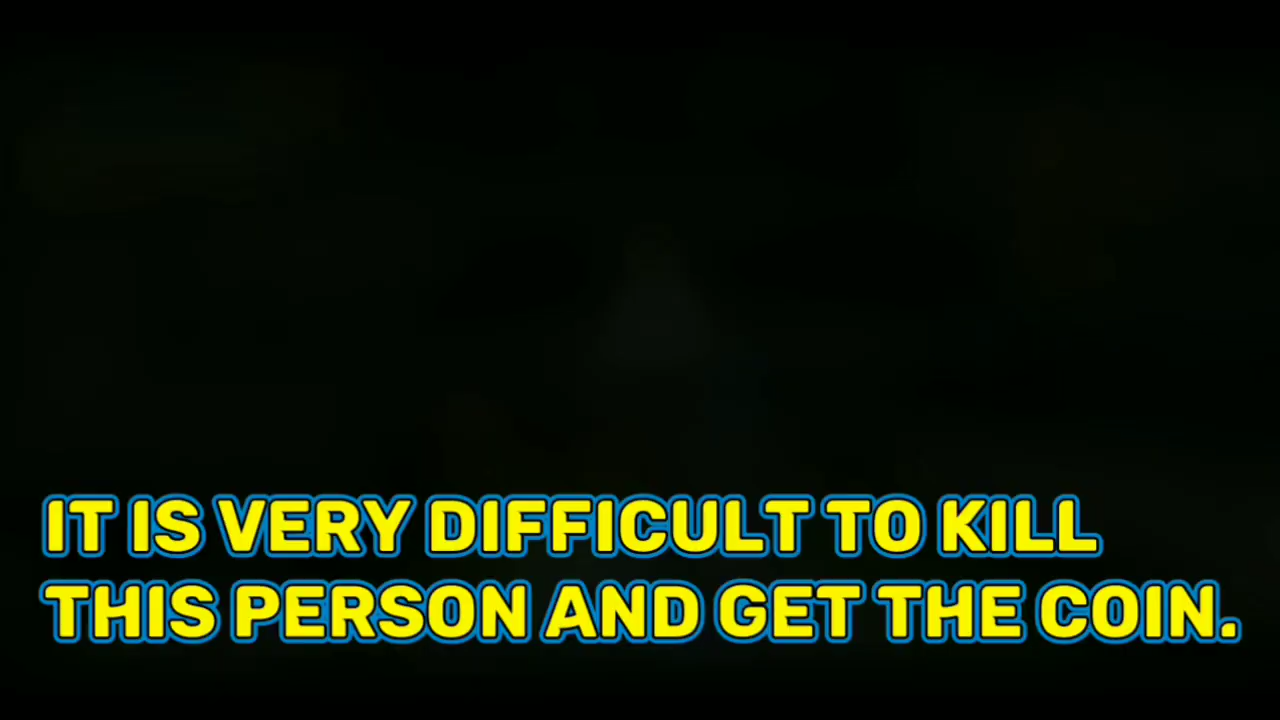 IT IS VERY DIFFICULT TO KILL
THIS PERSON AND GET THE COIN.